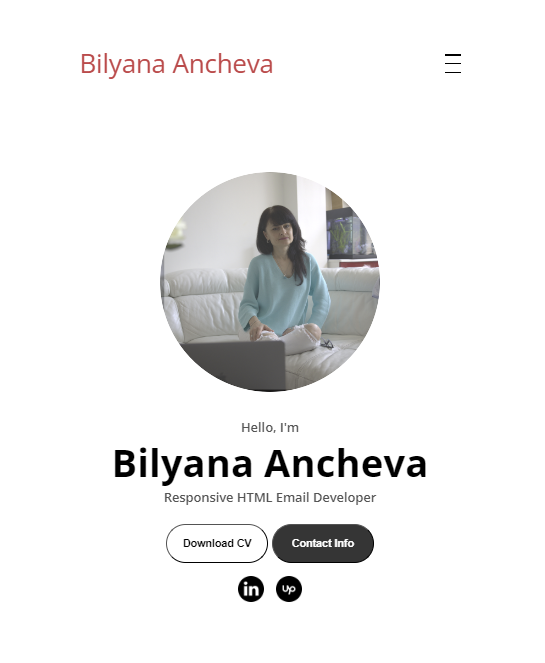 Bilyana Ancheva
Hello, I'm
Bilyana Ancheva
Responsive HTML Email Developer
Download CV Contact Info
in up